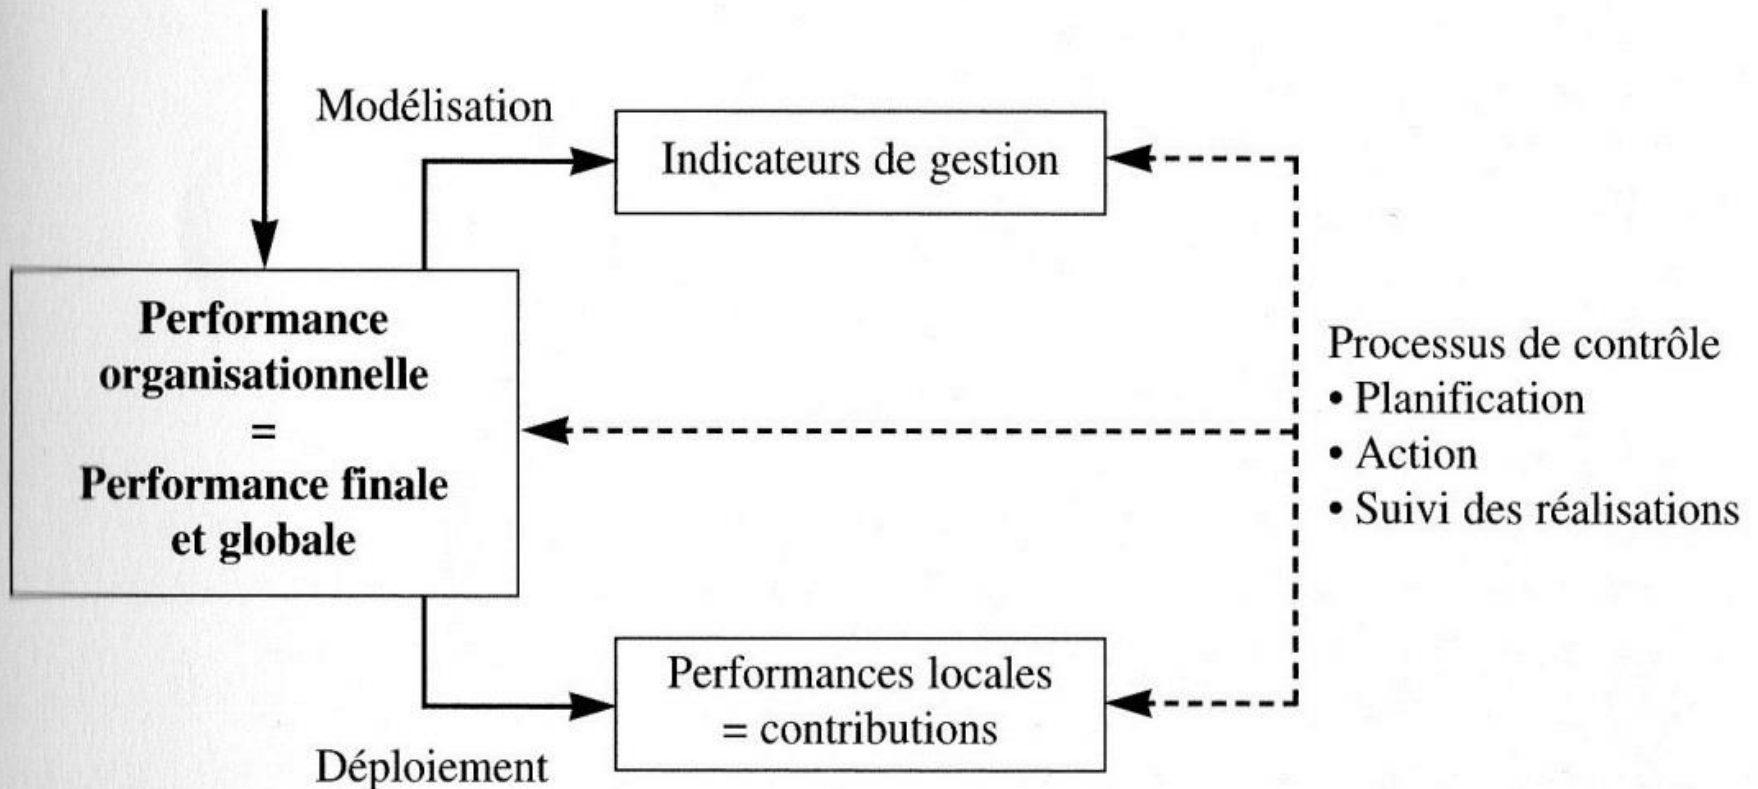 Modélisation
Indicateurs de gestion
Performance
organisationnelle
=
Performance finale
et globale
Processus de contrôle
• Planification
• Action
• Suivi des réalisations
Performances locales
= contributions
Déploiement